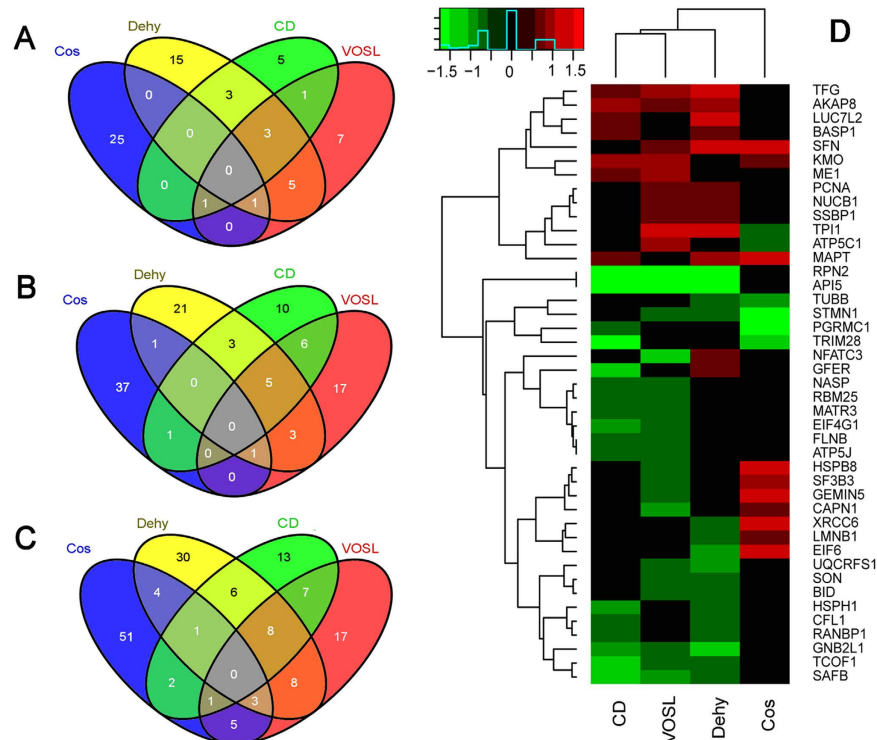 A
Cos
Dehy
CD
VOSL
15
5
0
3
1
25
0
3
7
0
0
5
1
1
0
B
Cos
Dehy
CD
VOSL
21
10
1
3
6
37
0
5
17
0
1
3
0
1
0
C
Cos
Dehy
CD
VOSL
30
13
4
6
7
51
1
8
17
0
2
8
1
3
5
−1.5 −1 0 1 1.5
D
TFG
AKAP8
LUC7L2
BASP1
SFN
KMO
ME1
PCNA
NUCB1
SSBP1
TPI1
ATP5C1
MAPT
RPN2
API5
TUBB
STMN1
PGRMC1
TRIM28
NFATC3
GFER
NASP
RBM25
MATR3
EIF4G1
FLNB
ATP5J
HSPB8
SF3B3
GEMIN5
CAPN1
XRCC6
LMNB1
EIF6
UQCRFS1
SON
BID
HSPH1
CFL1
RANBP1
GNB2L1
TCOF1
SAFB
CD
VOSL
Dehy
Cos